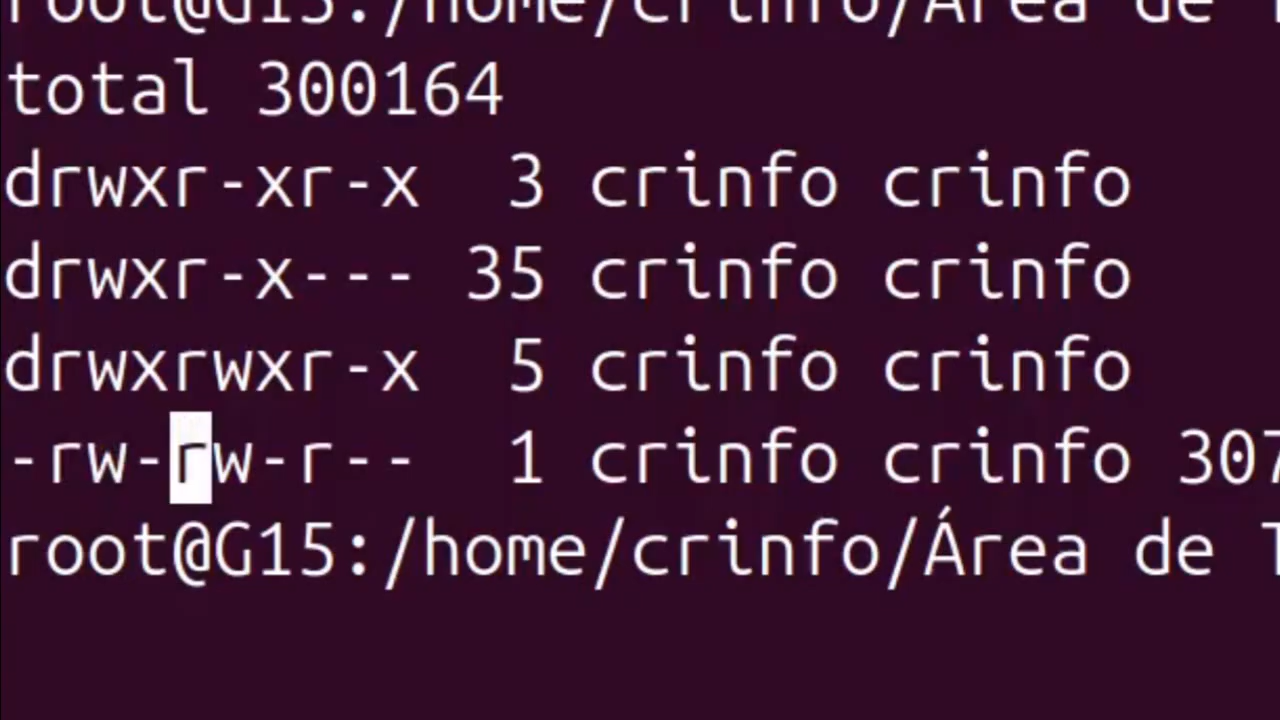 root@G15:/home/crinfo/Área de
total 300164
drwxr-xr-x 3 crinfo crinfo
drwxr-x--- 35 crinfo crinfo
drwxrwxr-x 5 crinfo crinfo
-rw-rw-r-- 1 crinfo crinfo 307
root@G15:/home/crinfo/Área de